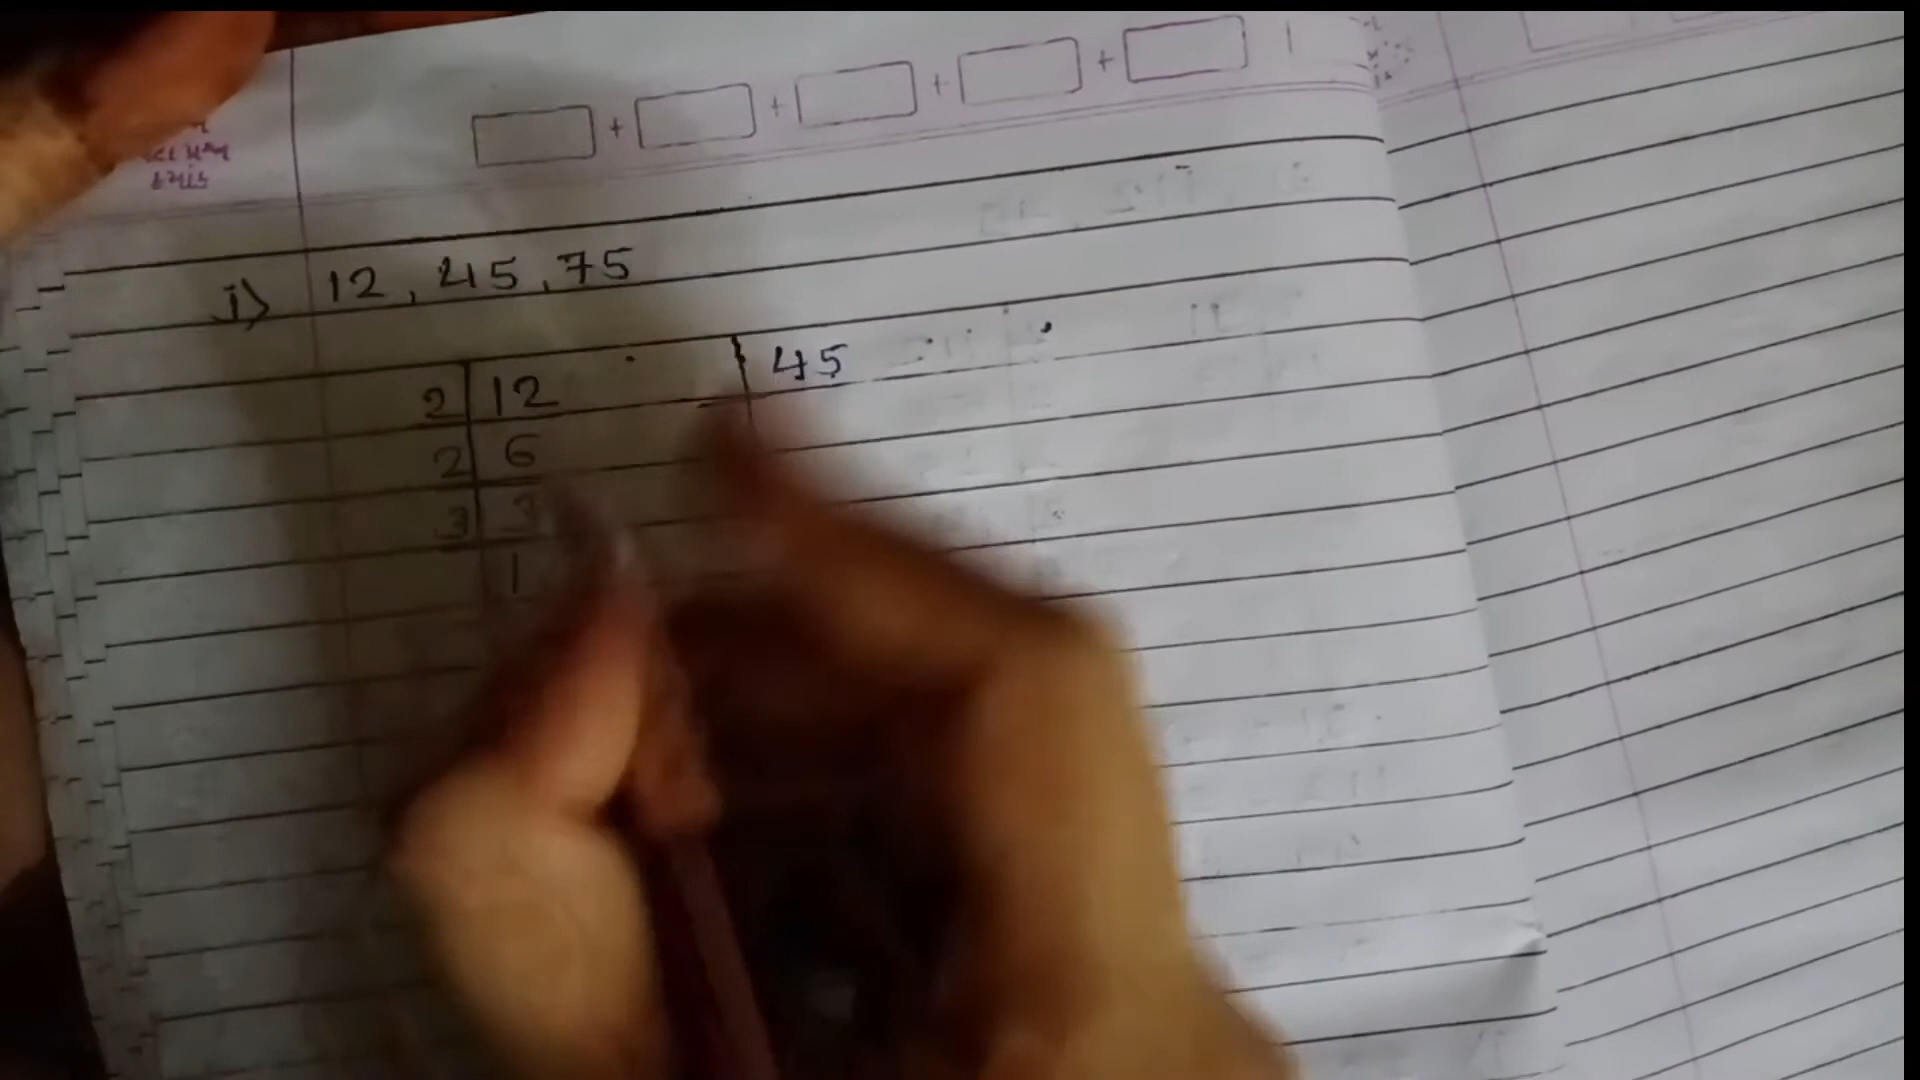 + + + +
i) 12, 45, 75
2 | 12 | 45
2 | 6
3 | 3
1